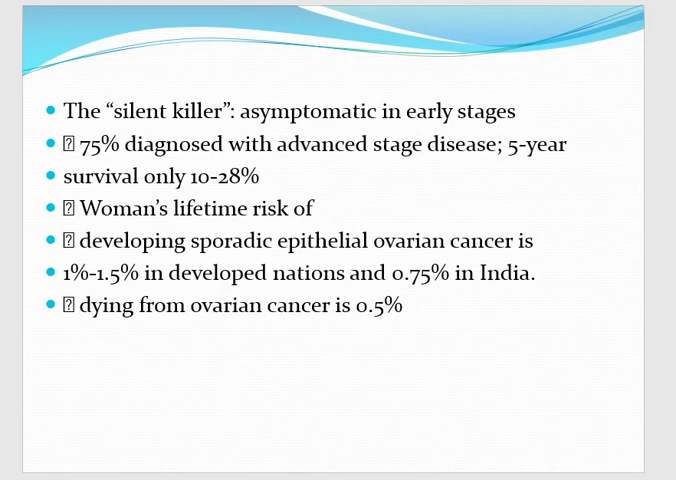 • The “silent killer”: asymptomatic in early stages
• ⍰ 75% diagnosed with advanced stage disease; 5-year
• survival only 10-28%
• ⍰ Woman’s lifetime risk of
• ⍰ developing sporadic epithelial ovarian cancer is
• 1%-1.5% in developed nations and 0.75% in India.
• ⍰ dying from ovarian cancer is 0.5%